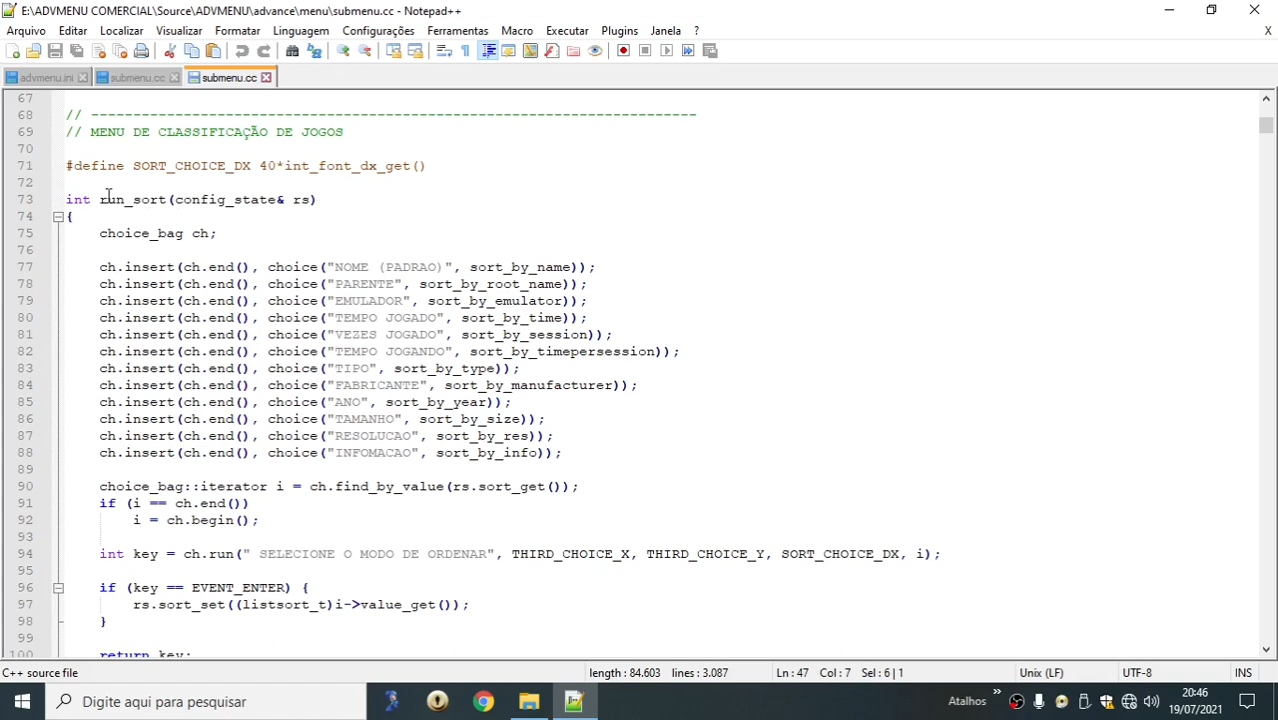 E:\ADVMENU COMERCIAL\Source\ADVMENU\advance\menu\submenu.cc - Notepad++
Arquivo Editar Localizar Visualizar Formatar Linguagem Configurações Ferramentas Macro Executar Plugins Janela ? X
advmenu.ini submenu.cc submenu.cc
67
68 // ------------------------------------------------------------------------
69 // MENU DE CLASSIFICAÇÃO DE JOGOS
70
71 #define SORT_CHOICE_DX 40*int_font_dx_get()
72
73 int run_sort(config_state& rs)
74 {
75 choice_bag ch;
76
77 ch.insert(ch.end(), choice("NOME (PADRAO)", sort_by_name));
78 ch.insert(ch.end(), choice("PARENTE", sort_by_root_name));
79 ch.insert(ch.end(), choice("EMULADOR", sort_by_emulator));
80 ch.insert(ch.end(), choice("TEMPO JOGADO", sort_by_time));
81 ch.insert(ch.end(), choice("VEZES JOGADO", sort_by_session));
82 ch.insert(ch.end(), choice("TEMPO JOGANDO", sort_by_timepersession));
83 ch.insert(ch.end(), choice("TIPO", sort_by_type));
84 ch.insert(ch.end(), choice("FABRICANTE", sort_by_manufacturer));
85 ch.insert(ch.end(), choice("ANO", sort_by_year));
86 ch.insert(ch.end(), choice("TAMANHO", sort_by_size));
87 ch.insert(ch.end(), choice("RESOLUCAO", sort_by_res));
88 ch.insert(ch.end(), choice("INFOMACAO", sort_by_info));
89
90 choice_bag::iterator i = ch.find_by_value(rs.sort_get());
91 if (i == ch.end())
92 i = ch.begin();
93
94 int key = ch.run(" SELECIONE O MODO DE ORDENAR", THIRD_CHOICE_X, THIRD_CHOICE_Y, SORT_CHOICE_DX, i);
95
96 if (key == EVENT_ENTER) {
97 rs.sort_set((listsort_t)i->value_get());
98 }
99
100 return key;
C++ source file length : 84.603 lines : 3.087 Ln : 47 Col : 7 Sel : 6 | 1 Unix (LF) UTF-8 INS
Digite aqui para pesquisar Atalhos » 20:46
19/07/2021